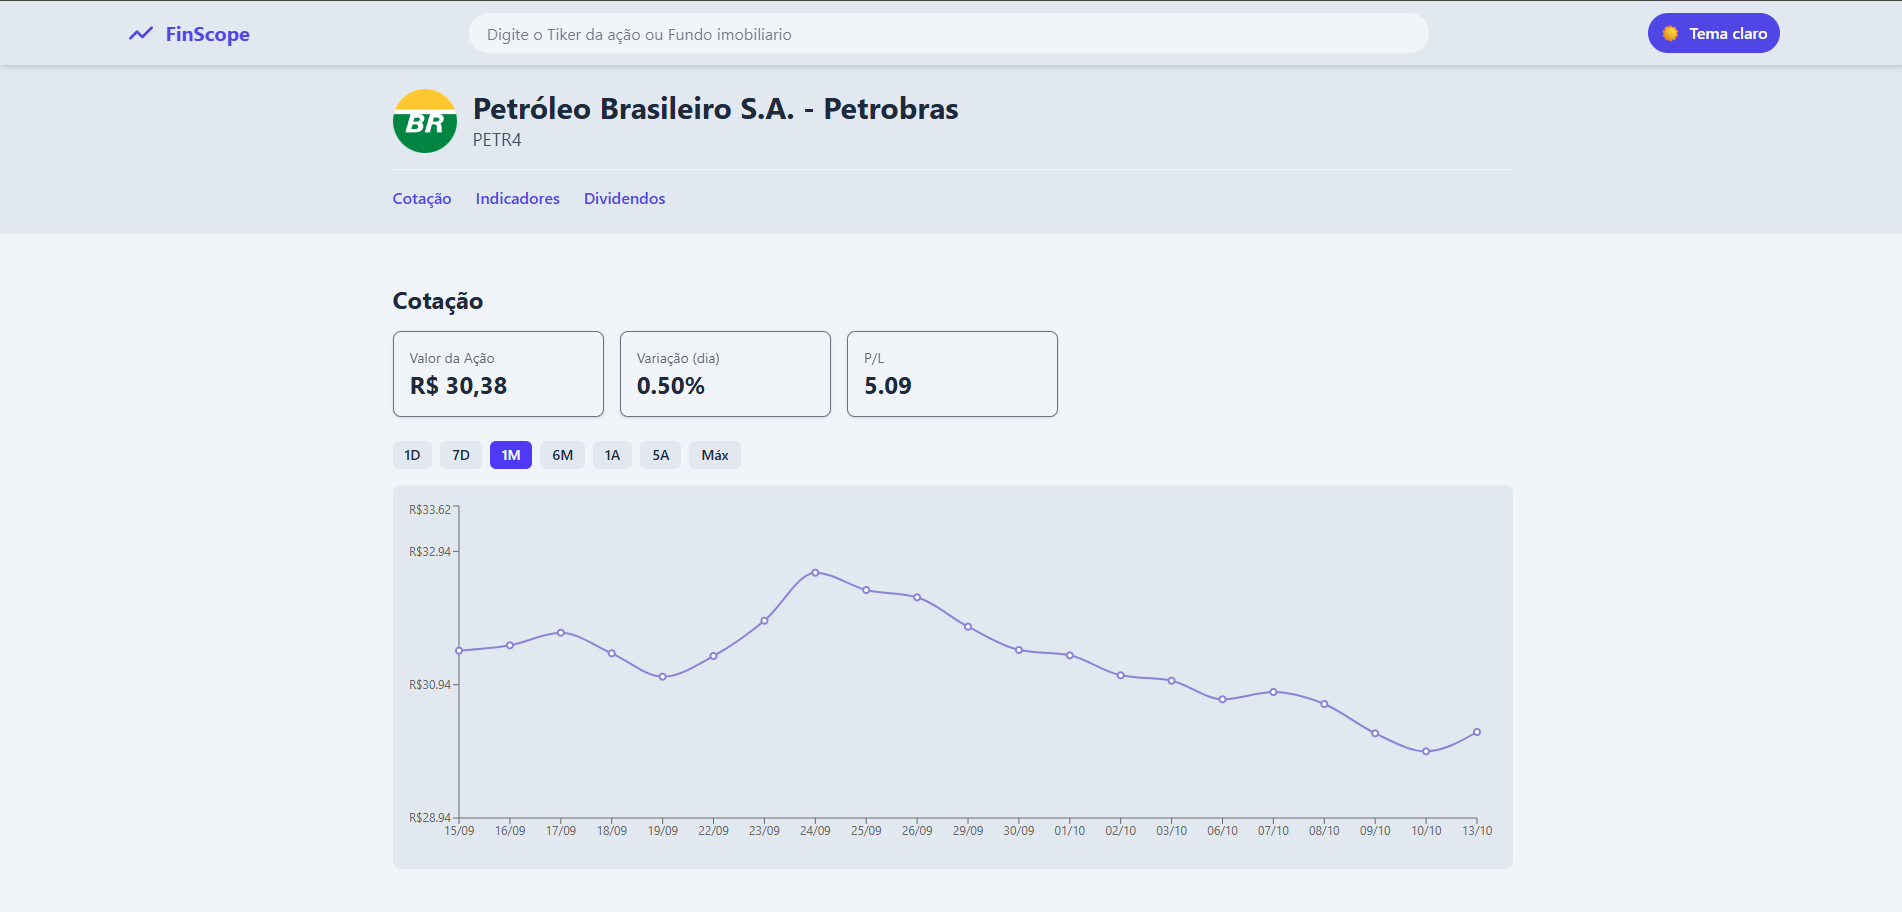 FinScope
Digite o Tiker da ação ou Fundo imobiliario
Tema claro
BR
Petróleo Brasileiro S.A. - Petrobras
PETR4
Cotação Indicadores Dividendos
Cotação
Valor da Ação
R$ 30,38
Variação (dia)
0.50%
P/L
5.09
1D 7D 1M 6M 1A 5A Máx
R$33.62
R$32.94
R$30.94
R$28.94
15/09 16/09 17/09 18/09 19/09 22/09 23/09 24/09 25/09 26/09 29/09 30/09 01/10 02/10 03/10 06/10 07/10 08/10 09/10 10/10 13/10